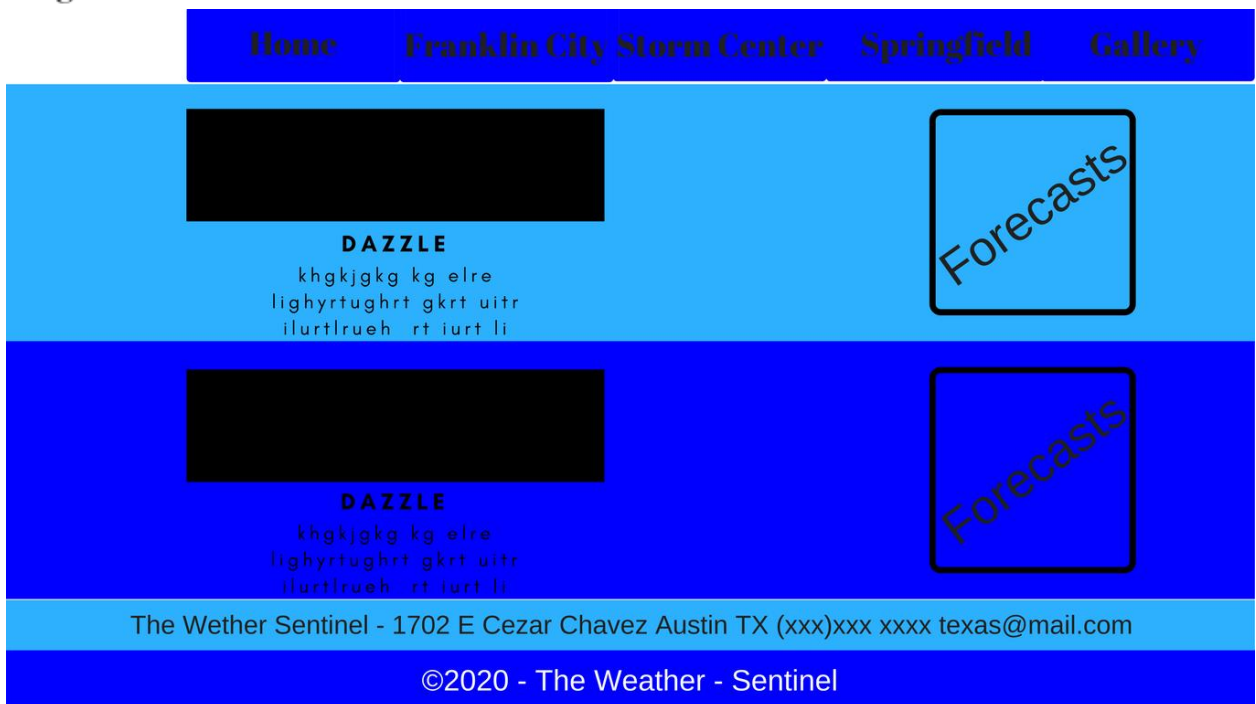 Home Franklin City Storm Center Springfield Gallery
DAZZLE
khgkjgkg kg elre
lighyrtughrt gkrt uitr
ilurtlrueh rt iurt li
Forecasts
DAZZLE
khgkjgkg kg elre
lighyrtughrt gkrt uitr
ilurtlrueh rt iurt li
Forecasts
The Wether Sentinel - 1702 E Cezar Chavez Austin TX (xxx)xxx xxxx texas@mail.com
©2020 - The Weather - Sentinel